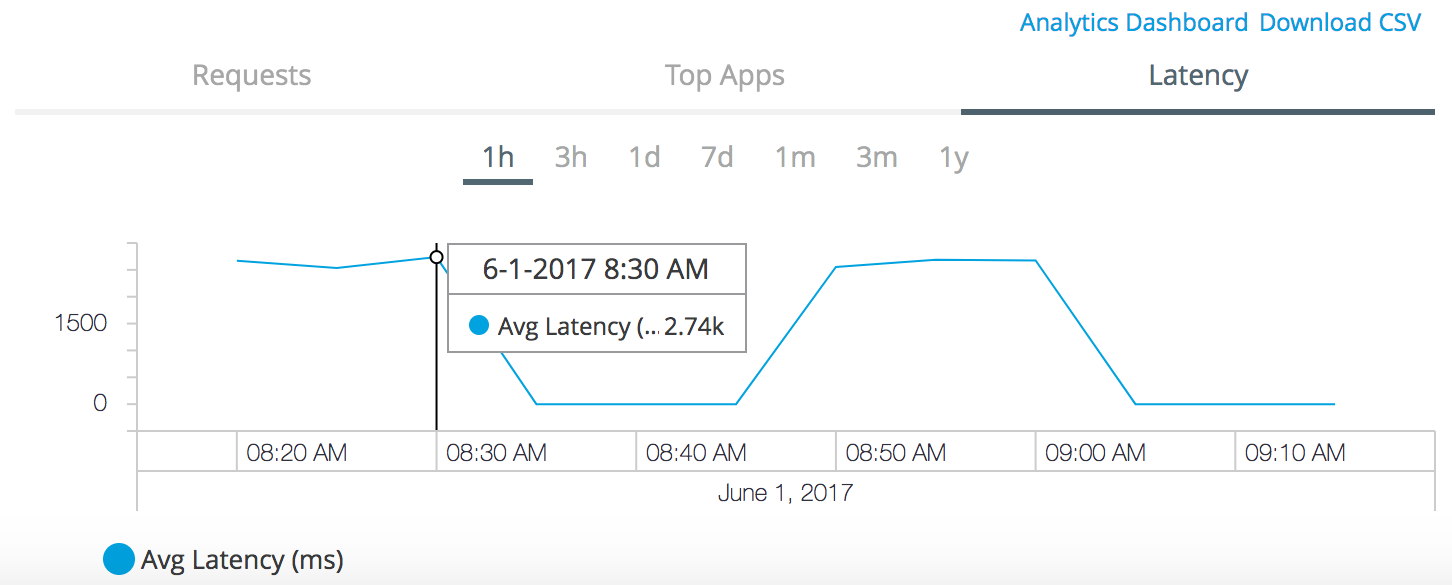 Analytics Dashboard Download CSV
Requests Top Apps Latency
1h 3h 1d 7d 1m 3m 1y
6-1-2017 8:30 AM
Avg Latency (... 2.74k
1500
0
08:20 AM 08:30 AM 08:40 AM 08:50 AM 09:00 AM 09:10 AM
June 1, 2017
Avg Latency (ms)